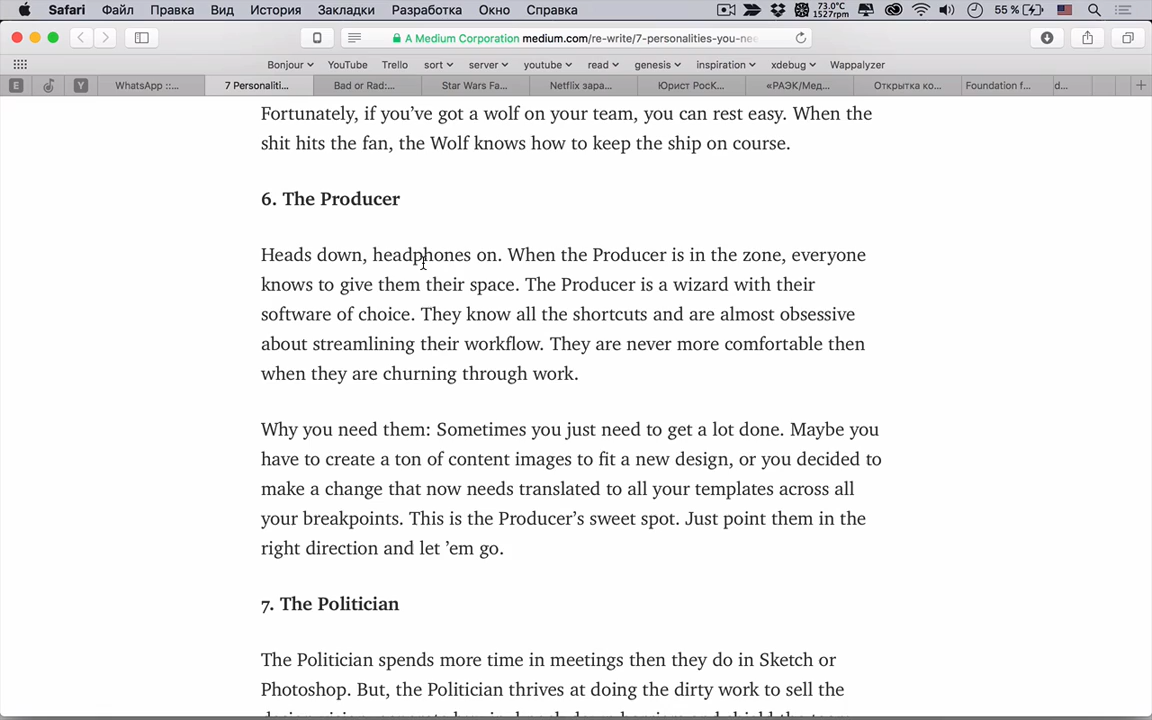 Safari Файл Правка Вид История Закладки Разработка Окно Справка 73.0°C 1527rpm 55 %
A Medium Corporation medium.com/re-write/7-personalities-you-nee
Bonjour YouTube Trello sort server youtube read genesis inspiration xdebug Wappalyzer
E Y WhatsApp ::... 7 Personaliti... Bad or Rad:... Star Wars Fa... Netflix зара... Юрист РосК... «РАЭК/Мед... Открытка ко... Foundation f... d...
Fortunately, if you’ve got a wolf on your team, you can rest easy. When the
shit hits the fan, the Wolf knows how to keep the ship on course.
6. The Producer
Heads down, headphones on. When the Producer is in the zone, everyone
knows to give them their space. The Producer is a wizard with their
software of choice. They know all the shortcuts and are almost obsessive
about streamlining their workflow. They are never more comfortable then
when they are churning through work.
Why you need them: Sometimes you just need to get a lot done. Maybe you
have to create a ton of content images to fit a new design, or you decided to
make a change that now needs translated to all your templates across all
your breakpoints. This is the Producer’s sweet spot. Just point them in the
right direction and let ’em go.
7. The Politician
The Politician spends more time in meetings then they do in Sketch or
Photoshop. But, the Politician thrives at doing the dirty work to sell the